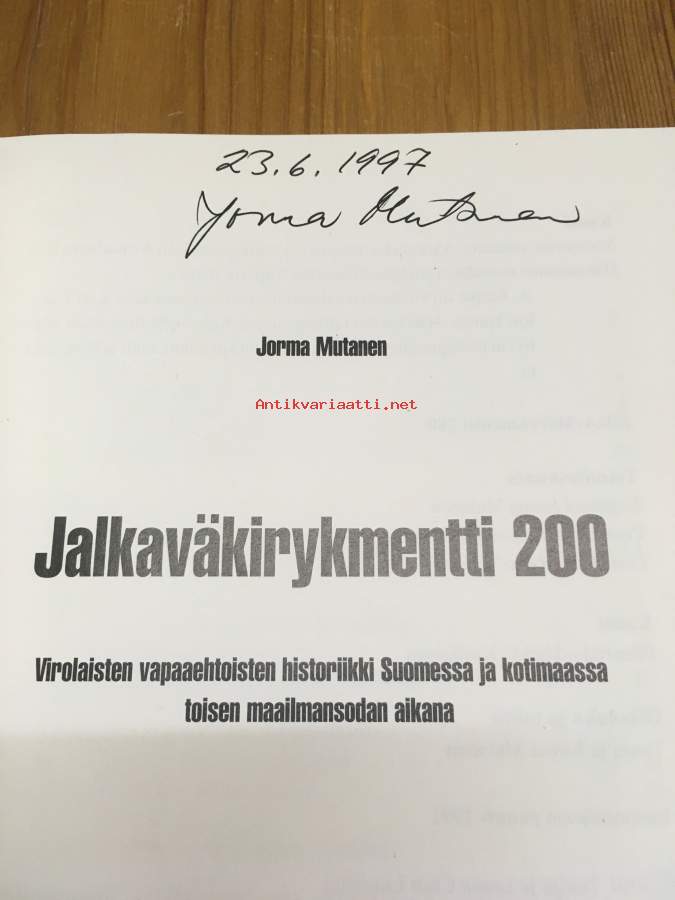 23.6.1997
Jorma Mutanen
Jorma Mutanen
Antikvariaatti.net
Jalkaväkirykmentti 200
Virolaisten vapaaehtoisten historiikki Suomessa ja kotimaassa
toisen maailmansodan aikana